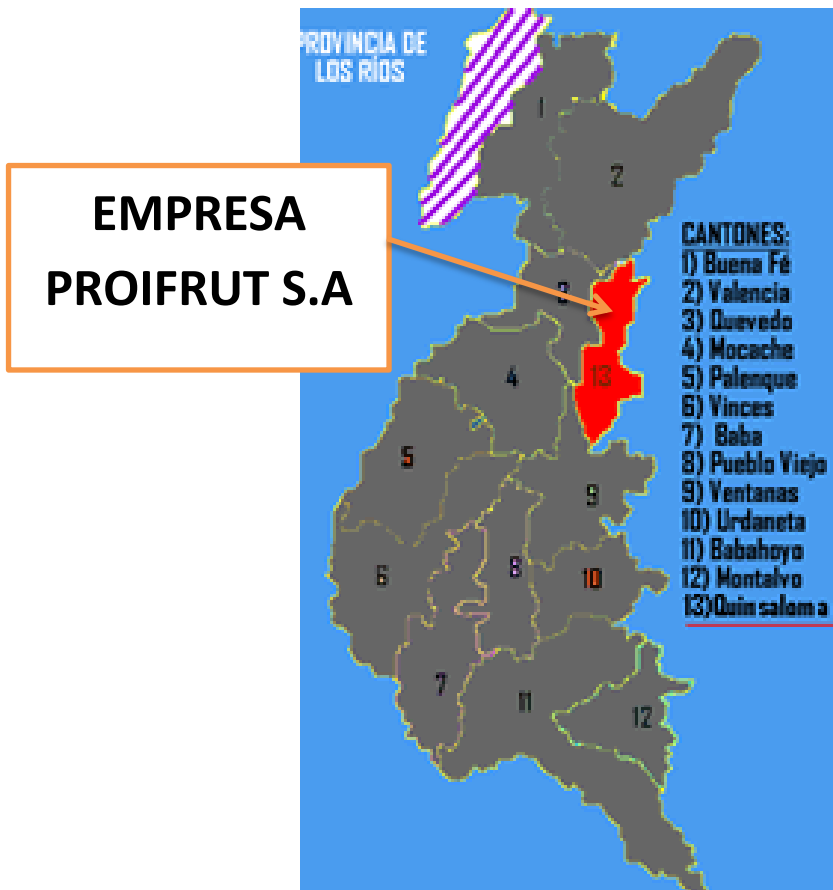 PROVINCIA DE
LOS RÍOS
EMPRESA
PROIFRUT S.A
CANTONES:
1) Buena Fé
2) Valencia
3) Quevedo
4) Mocache
5) Palenque
6) Vinces
7) Baba
8) Pueblo Viejo
9) Ventanas
10) Urdaneta
11) Babahoyo
12) Montalvo
13)Quinsaloma
1
2
3
13
4
5
9
6
8
10
7
11
12